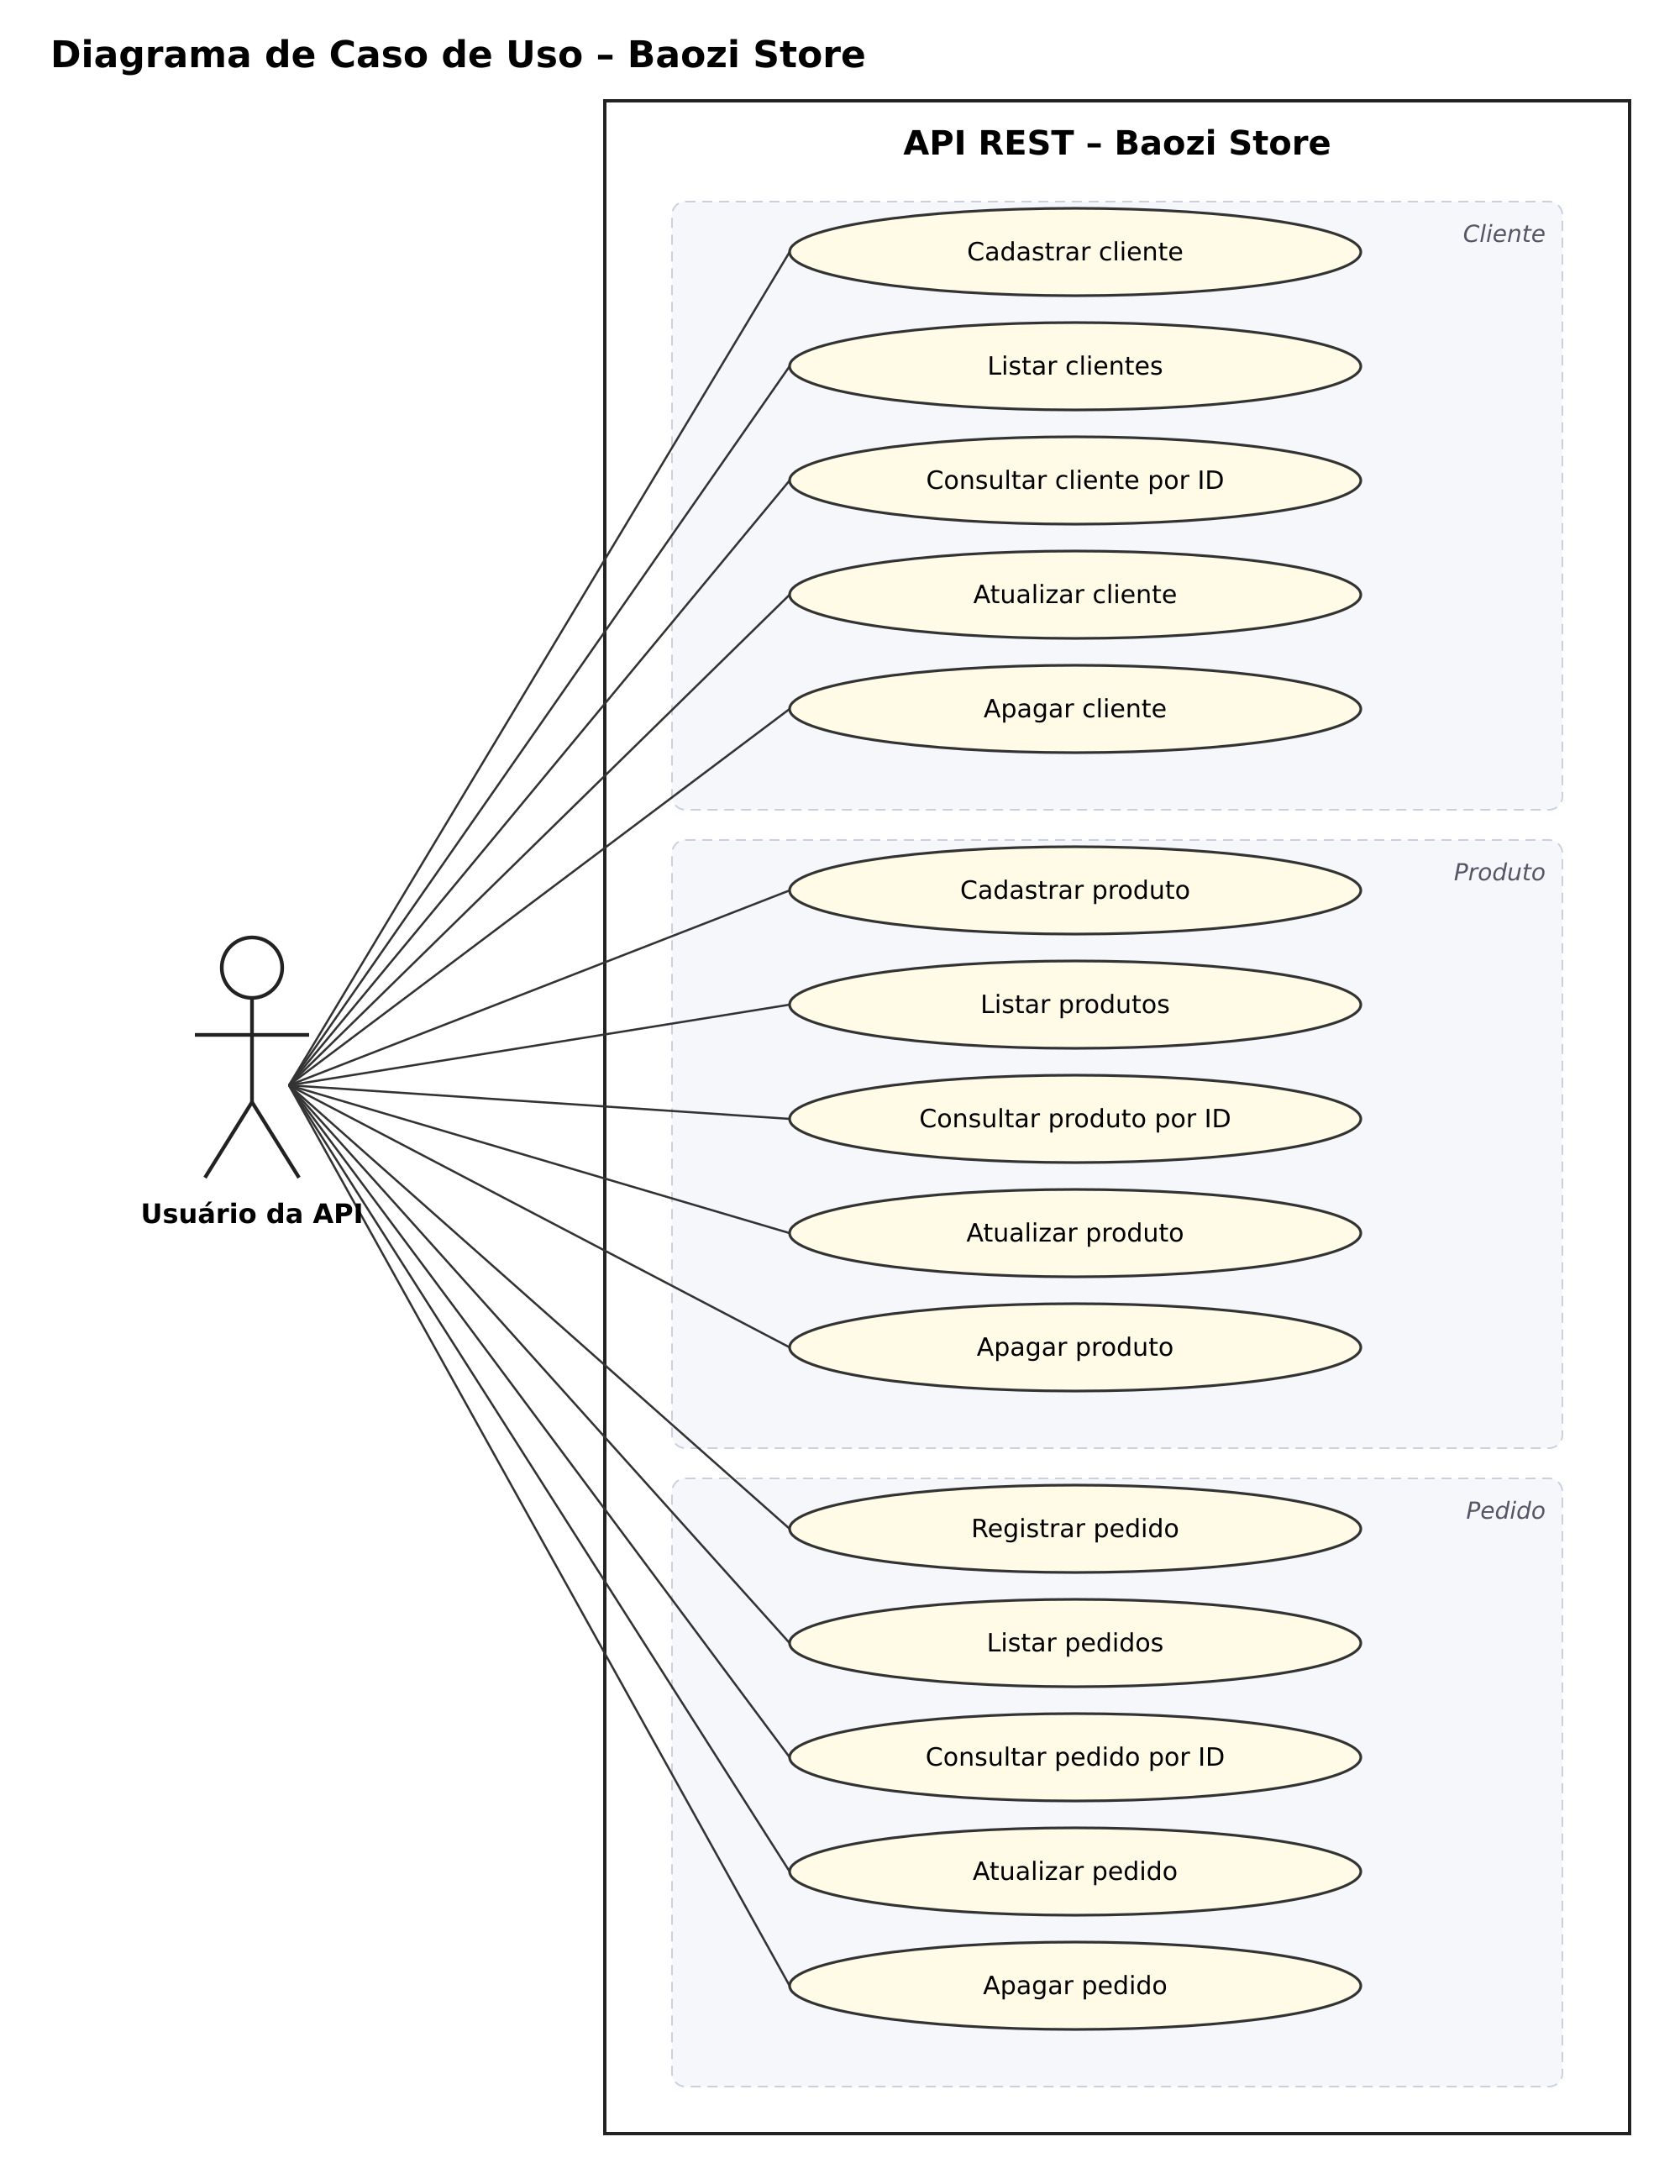 Diagrama de Caso de Uso – Baozi Store
API REST – Baozi Store
Cliente
Cadastrar cliente
Listar clientes
Consultar cliente por ID
Atualizar cliente
Apagar cliente
Produto
Cadastrar produto
Listar produtos
Consultar produto por ID
Atualizar produto
Apagar produto
Usuário da API
Pedido
Registrar pedido
Listar pedidos
Consultar pedido por ID
Atualizar pedido
Apagar pedido